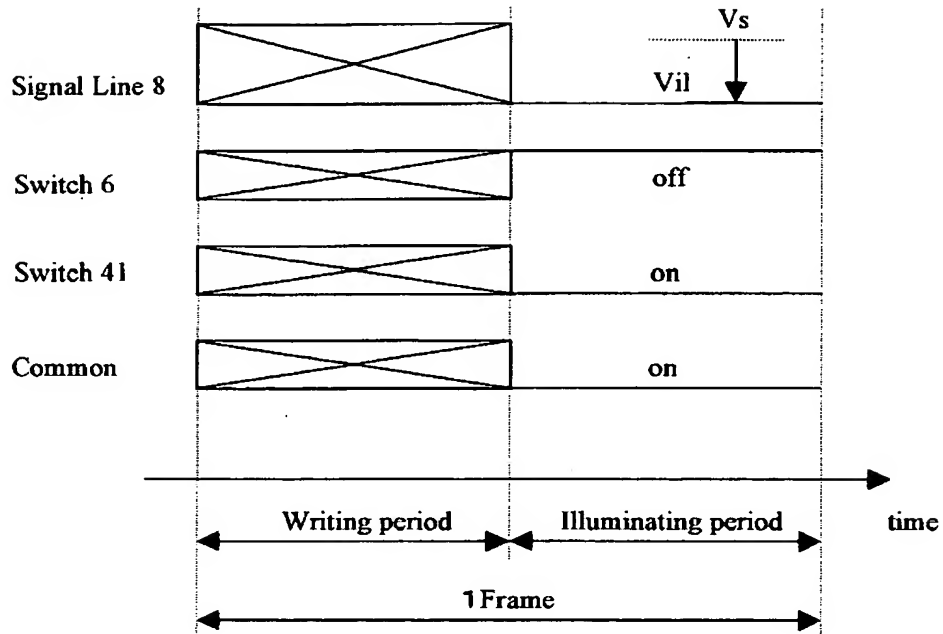 Vs
Signal Line 8
Vil
Switch 6
off
Switch 41
on
Common
on
Writing period
Illuminating period
time
1 Frame